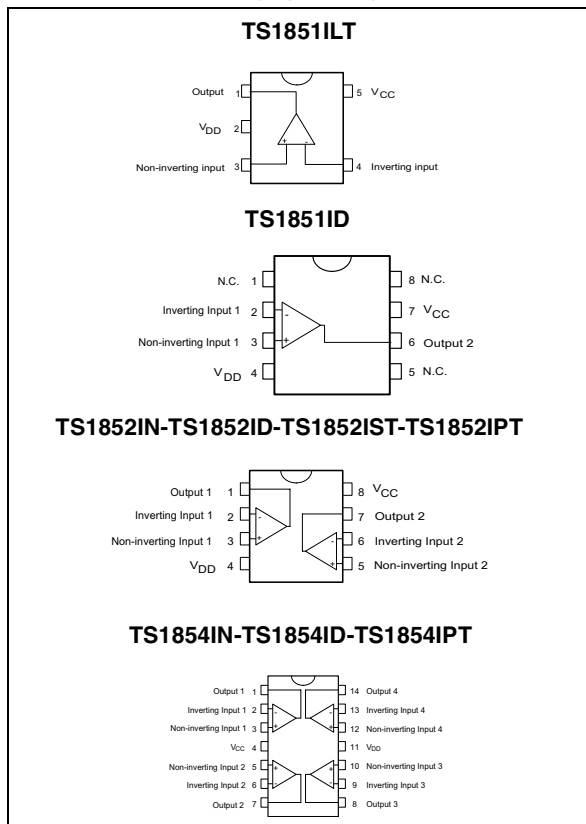 TS1851ILT
Output 1 5 VCC
VDD 2
+ -
Non-inverting input 3 4 Inverting input
TS1851ID
N.C. 1 8 N.C.
Inverting Input 1 2 - 7 VCC
Non-inverting Input 1 3 + 6 Output 2
VDD 4 5 N.C.
TS1852IN-TS1852ID-TS1852IST-TS1852IPT
Output 1 1 8 VCC
Inverting Input 1 2 - 7 Output 2
Non-inverting Input 1 3 + - 6 Inverting Input 2
VDD 4 + 5 Non-inverting Input 2
TS1854IN-TS1854ID-TS1854IPT
Output 1 1 14 Output 4
Inverting Input 1 2 - - 13 Inverting Input 4
Non-inverting Input 1 3 + + 12 Non-inverting Input 4
VCC 4 11 VDD
Non-inverting Input 2 5 + + 10 Non-inverting Input 3
Inverting Input 2 6 - - 9 Inverting Input 3
Output 2 7 8 Output 3